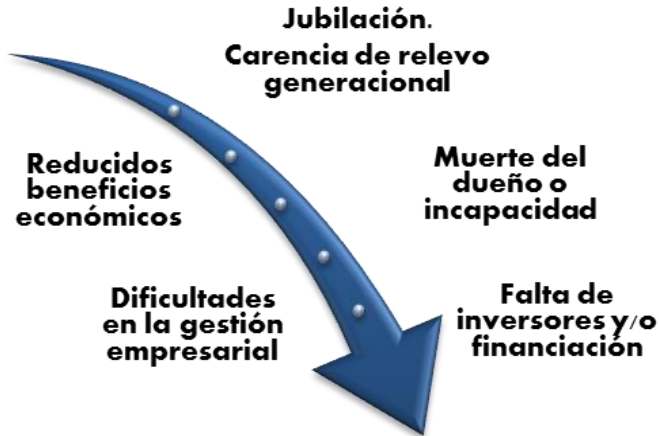 Jubilación.
Carencia de relevo
generacional
Reducidos
beneficios
económicos
Muerte del
dueño o
incapacidad
Dificultades
en la gestión
empresarial
Falta de
inversores y/o
financiación